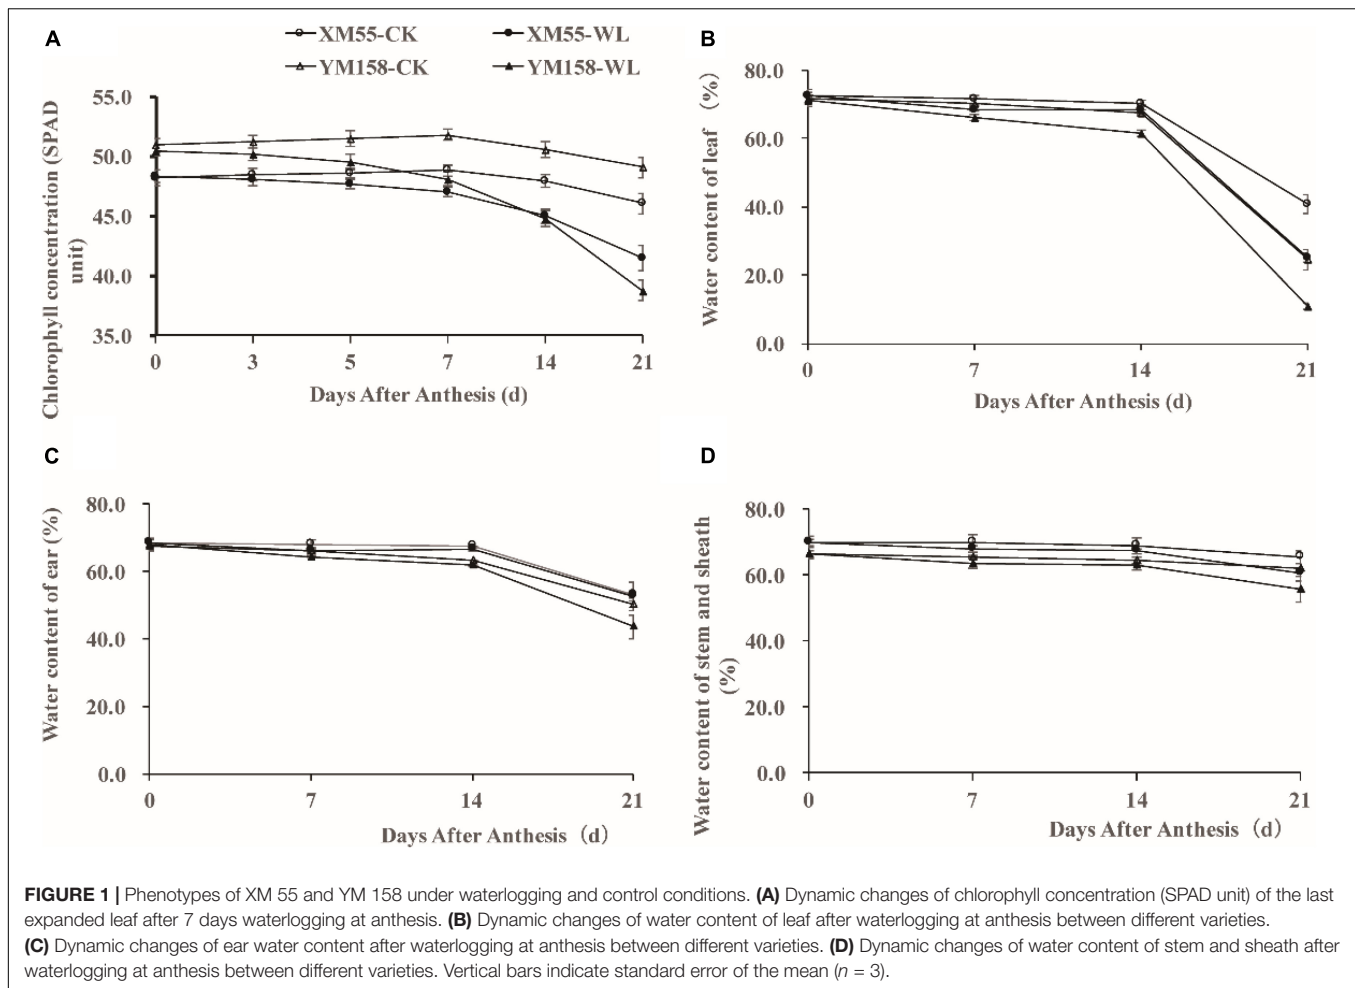 A
XM55-CK
XM55-WL
YM158-CK
YM158-WL
Chlorophyll concentration (SPAD
unit)
55.0
50.0
45.0
40.0
35.0
0 3 5 7 14 21
Days After Anthesis (d)
B
Water content of leaf (%)
80.0
60.0
40.0
20.0
0.0
0 7 14 21
Days After Anthesis (d)
C
Water content of ear (%)
80.0
60.0
40.0
20.0
0.0
0 7 14 21
Days After Anthesis (d)
D
Water content of stem and sheath
(%)
80.0
60.0
40.0
20.0
0.0
0 7 14 21
Days After Anthesis (d)
FIGURE 1 | Phenotypes of XM 55 and YM 158 under waterlogging and control conditions. (A) Dynamic changes of chlorophyll concentration (SPAD unit) of the last
expanded leaf after 7 days waterlogging at anthesis. (B) Dynamic changes of water content of leaf after waterlogging at anthesis between different varieties.
(C) Dynamic changes of ear water content after waterlogging at anthesis between different varieties. (D) Dynamic changes of water content of stem and sheath after
waterlogging at anthesis between different varieties. Vertical bars indicate standard error of the mean (n = 3).